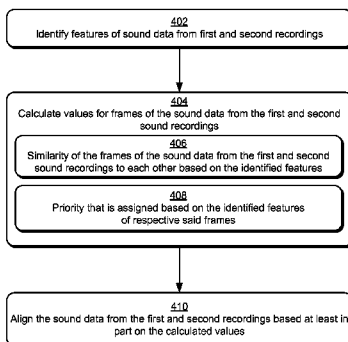 402
Identify features of sound data from first and second recordings
404
Calculate values for frames of the sound data from the first and second
sound recordings
406
Similarity of the frames of the sound data from the first and second
sound recordings to each other based on the identified features
408
Priority that is assigned based on the identified features
of respective said frames
410
Align the sound data from the first and second recordings based at least in
part on the calculated values